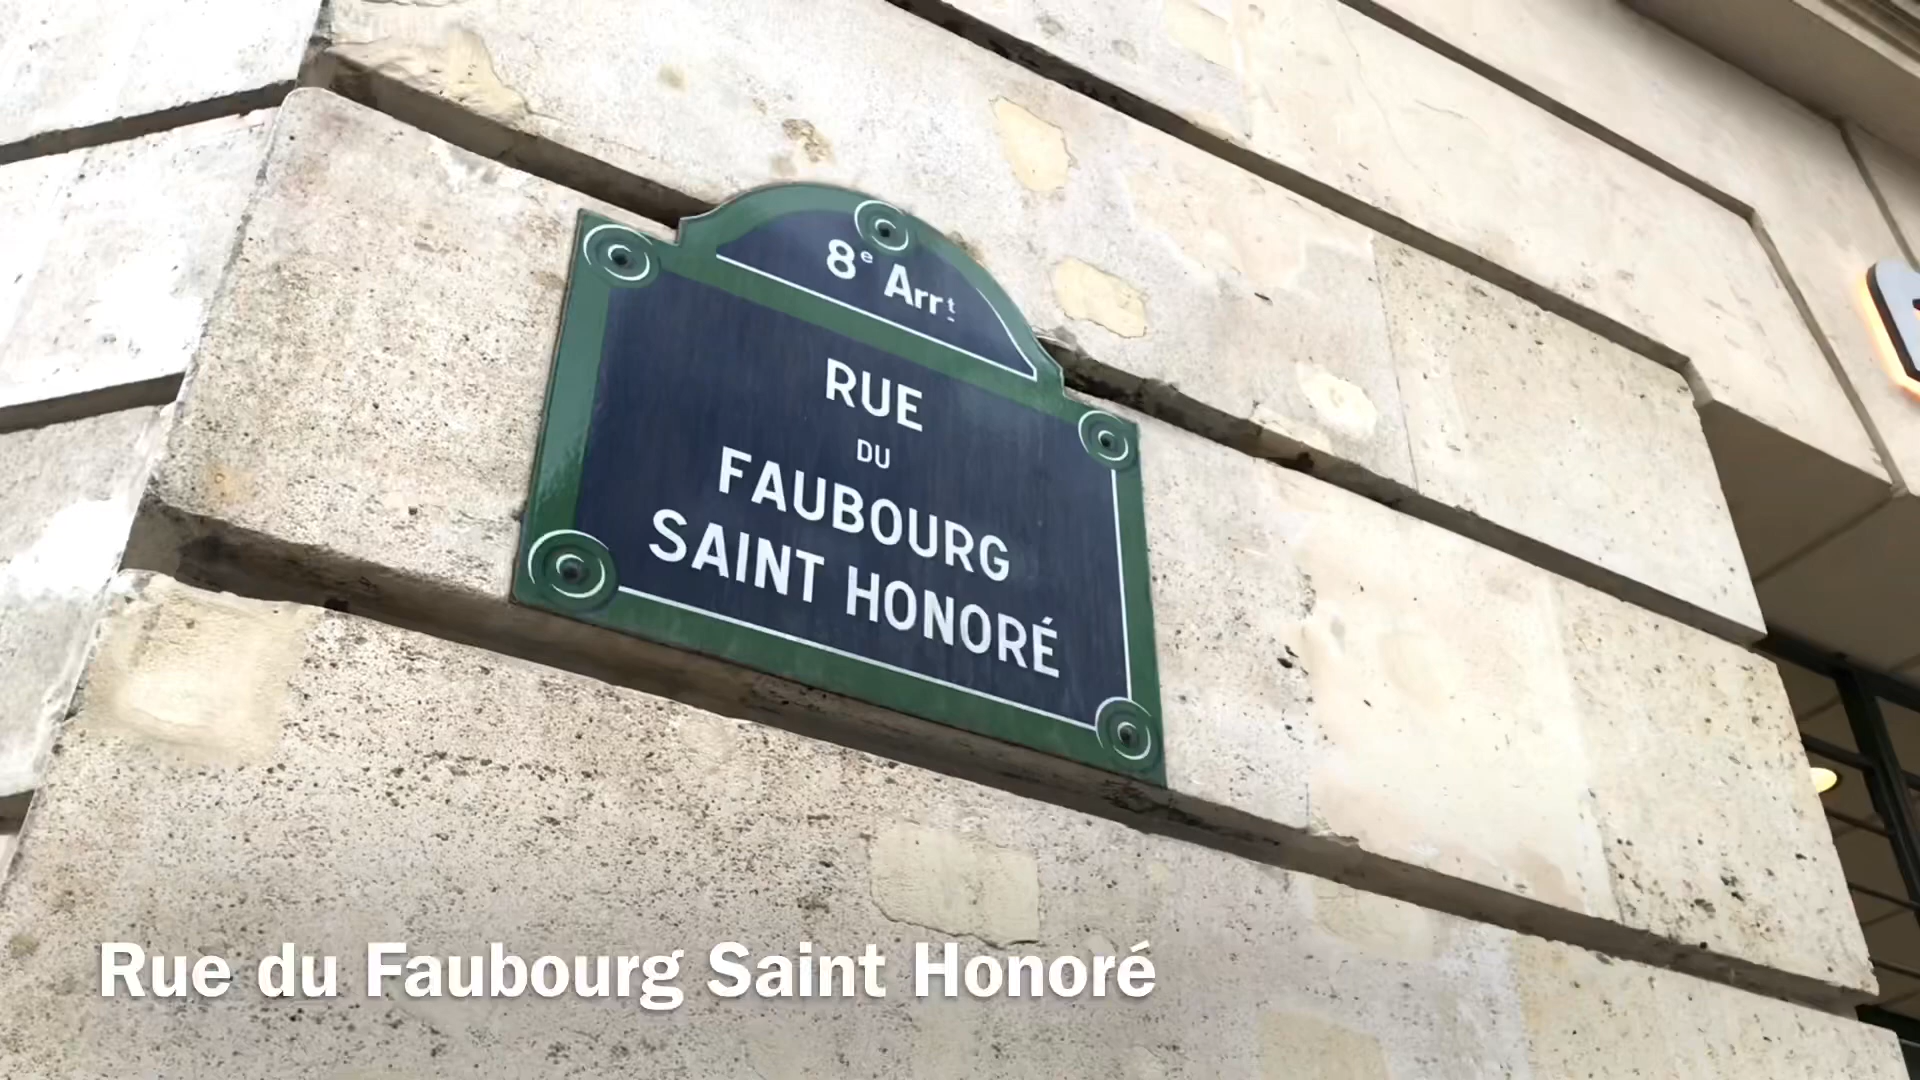 8e Arrt
RUE
DU
FAUBOURG
SAINT HONORÉ
Rue du Faubourg Saint Honoré